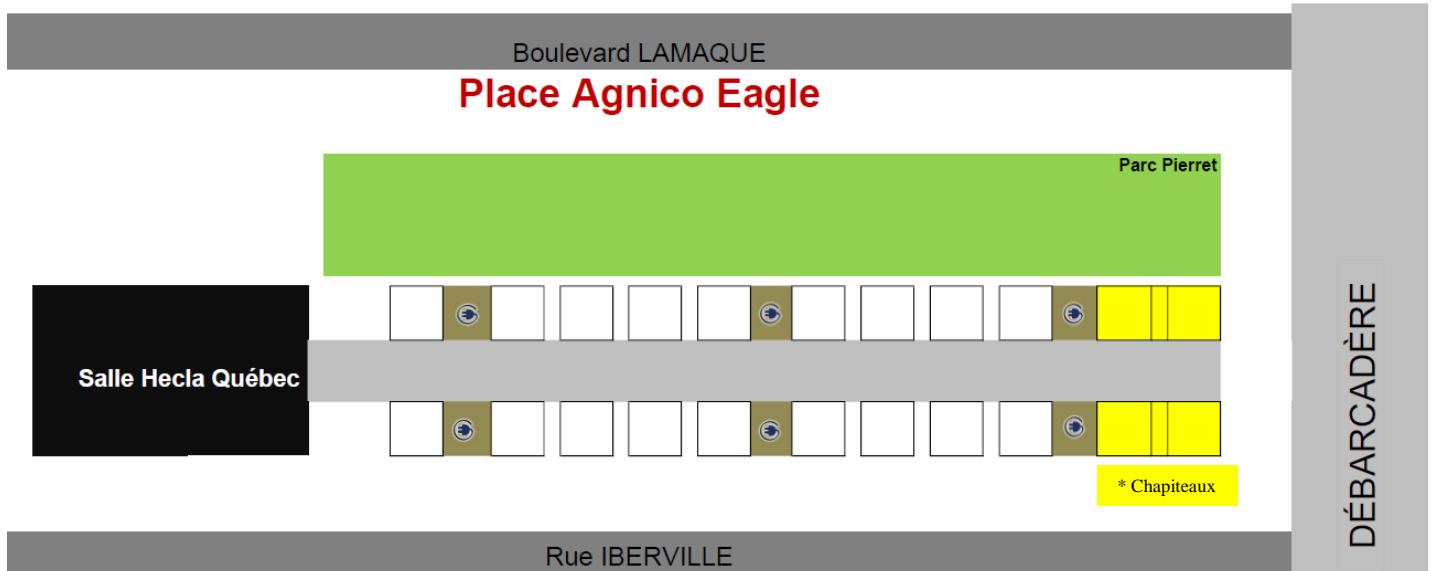 Boulevard LAMAQUE
Place Agnico Eagle
Parc Pierret
Salle Hecla Québec
* Chapiteaux
Rue IBERVILLE
DÉBARCADÈRE